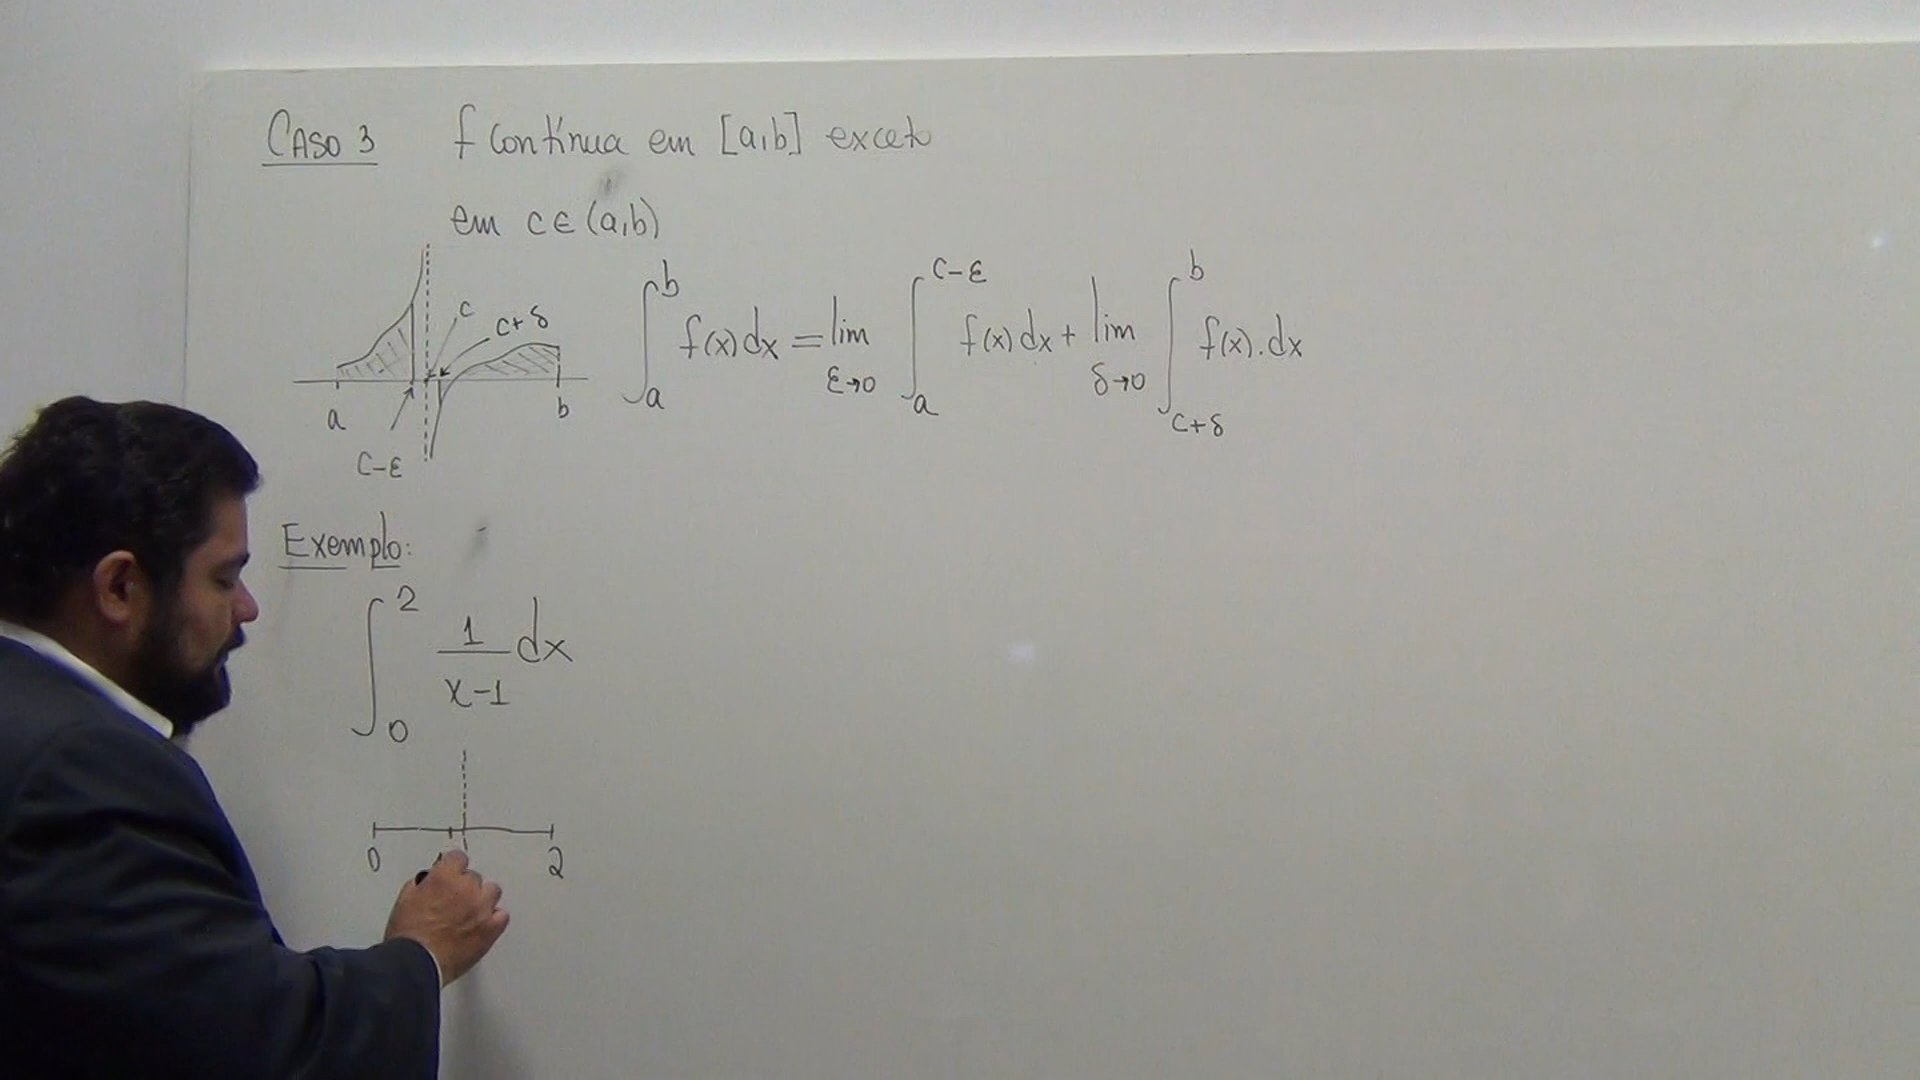 CASO 3 f contínua em [a,b] exceto
em c ∈ (a,b)
∫_a^b f(x)dx = lim_{ε→0} ∫_a^{c-ε} f(x)dx + lim_{δ→0} ∫_{c+δ}^b f(x).dx
c
c+δ
a
b
c-ε
Exemplo:
∫_0^2 1/(x-1) dx
0 2